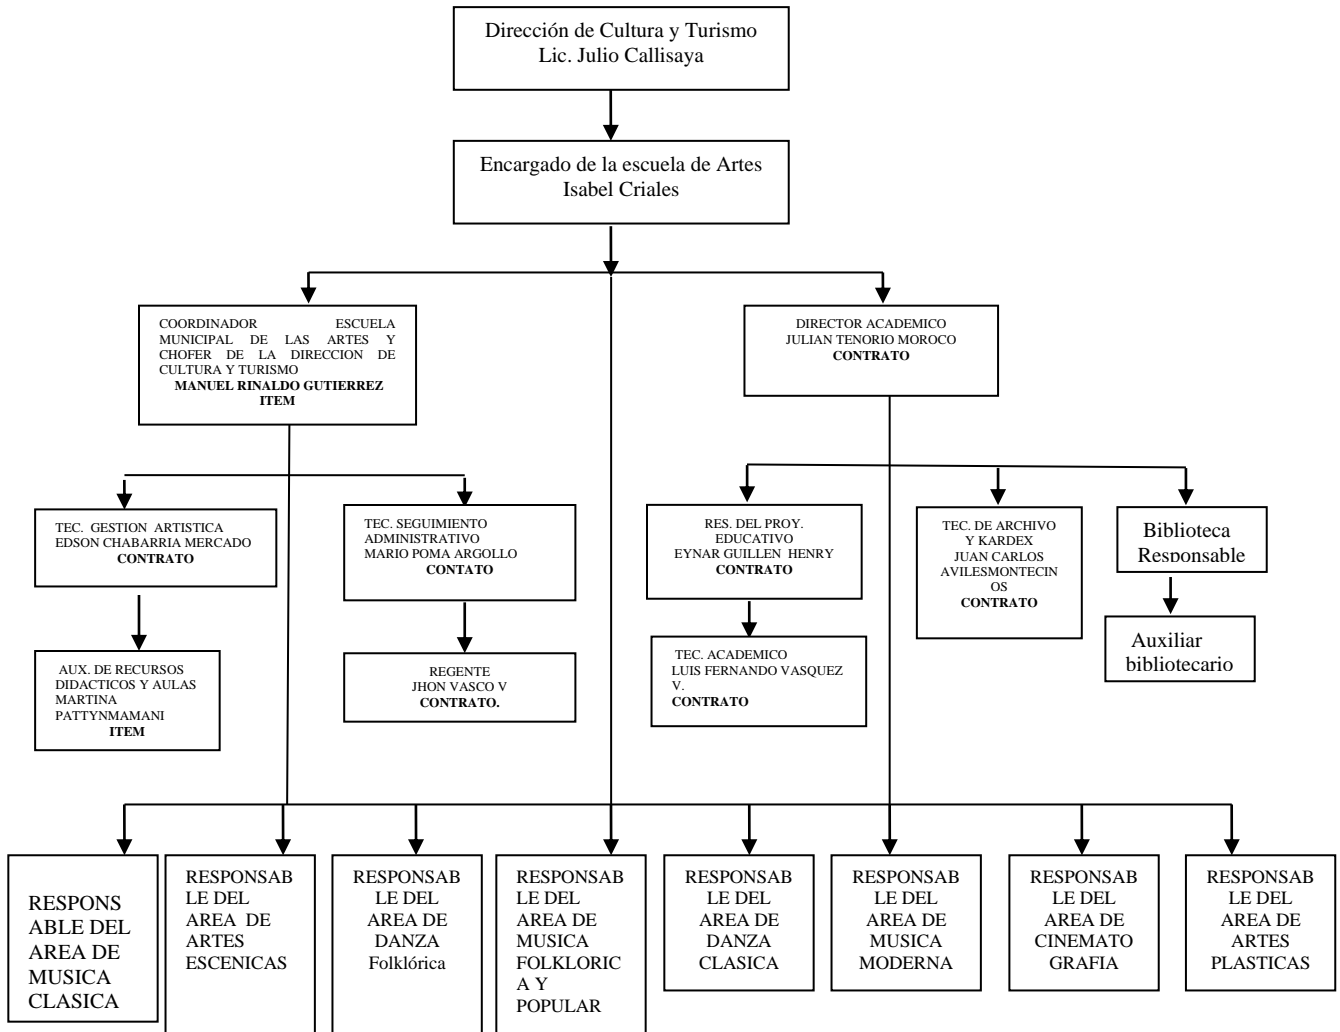 Dirección de Cultura y Turismo
Lic. Julio Callisaya
Encargado de la escuela de Artes
Isabel Criales
COORDINADOR ESCUELA
MUNICIPAL DE LAS ARTES Y
CHOFER DE LA DIRECCION DE
CULTURA Y TURISMO
MANUEL RINALDO GUTIERREZ
ITEM
DIRECTOR ACADEMICO
JULIAN TENORIO MOROCO
CONTRATO
TEC. GESTION ARTISTICA
EDSON CHABARRIA MERCADO
CONTRATO
TEC. SEGUIMIENTO
ADMINISTRATIVO
MARIO POMA ARGOLLO
CONTATO
RES. DEL PROY.
EDUCATIVO
EYNAR GUILLEN HENRY
CONTRATO
TEC. DE ARCHIVO
Y KARDEX
JUAN CARLOS
AVILESMONTECIN
OS
CONTRATO
Biblioteca
Responsable
AUX. DE RECURSOS
DIDACTICOS Y AULAS
MARTINA
PATTYNMAMANI
ITEM
REGENTE
JHON VASCO V
CONTRATO.
TEC. ACADEMICO
LUIS FERNANDO VASQUEZ
V.
CONTRATO
Auxiliar
bibliotecario
RESPONS
ABLE DEL
AREA DE
MUSICA
CLASICA
RESPONSAB
LE DEL
AREA DE
ARTES
ESCENICAS
RESPONSAB
LE DEL
AREA DE
DANZA
Folklórica
RESPONSAB
LE DEL
AREA DE
MUSICA
FOLKLORIC
A Y
POPULAR
RESPONSAB
LE DEL
AREA DE
DANZA
CLASICA
RESPONSAB
LE DEL
AREA DE
MUSICA
MODERNA
RESPONSAB
LE DEL
AREA DE
CINEMATO
GRAFIA
RESPONSAB
LE DEL
AREA DE
ARTES
PLASTICAS